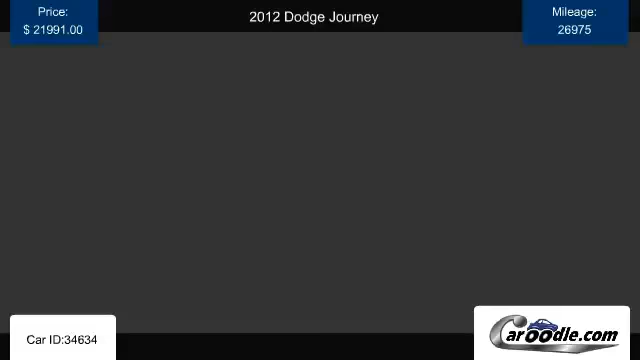 Price:
$ 21991.00
2012 Dodge Journey
Mileage:
26975
Car ID:34634
Caroodle.com